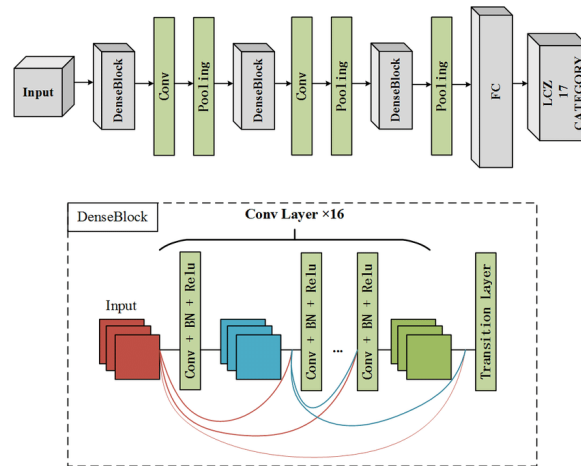 Input
DenseBlock
Conv
Pooling
DenseBlock
Conv
Pooling
DenseBlock
Pooling
FC
LCZ
17
CATEGORY
DenseBlock
Conv Layer ×16
Input
Conv + BN + Relu
Conv + BN + Relu
...
Conv + BN + Relu
Transition Layer